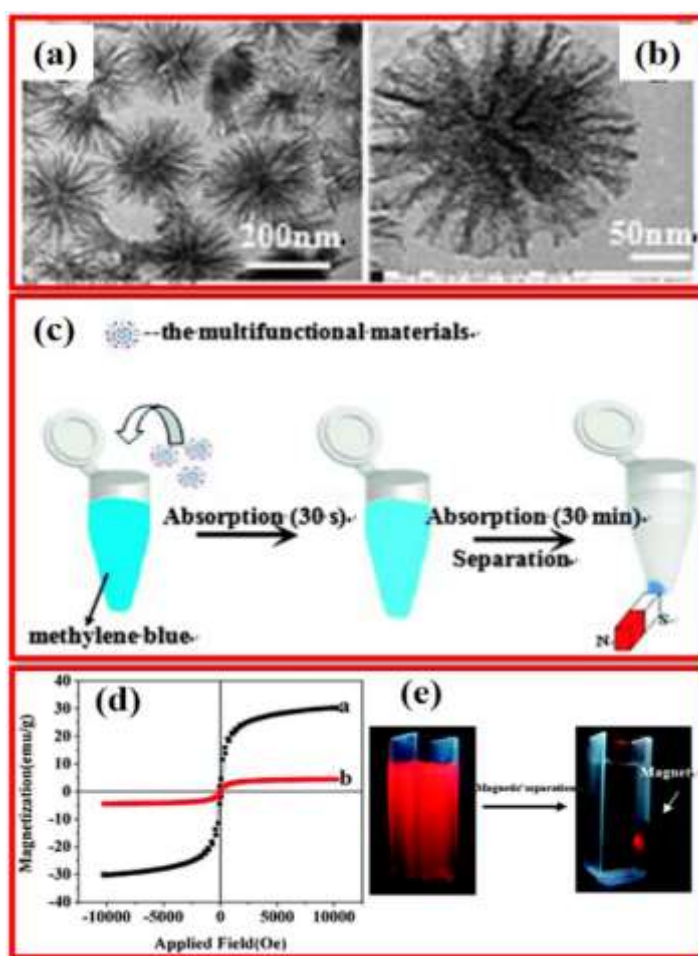 (a)
(b)
200nm
50nm
(c)
--the multifunctional materials
Absorption (30 s)
Absorption (30 min)
Separation
methylene blue
N
S
(d)
(e)
40
30
20
10
0
-10
-20
-30
-40
Magnetization(emu/g)
a
b
-10000
-5000
0
5000
10000
Applied Field(Oe)
Magnetic separation
Magnet